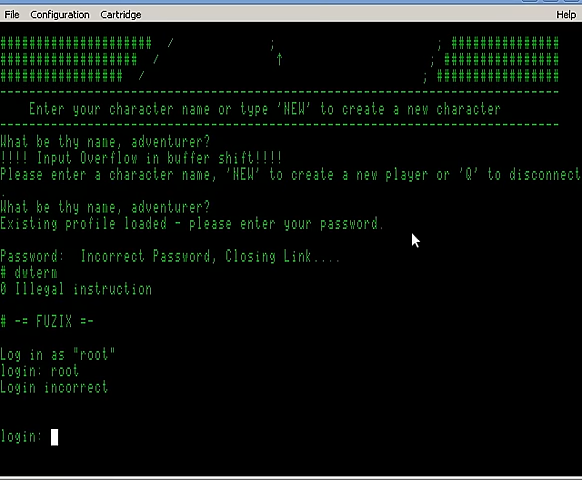 File Configuration Cartridge Help
#################### / ; ##############
################### / ↑ ; ###############
################# / ; ################
----------------------------------------------------------------------
Enter your character name or type 'NEW' to create a new character
----------------------------------------------------------------------
What be thy name, adventurer?
!!!! Input Overflow in buffer shift!!!!
Please enter a character name, 'NEW' to create a new player or 'Q' to disconnect
.
What be thy name, adventurer?
Existing profile loaded - please enter your password.
Password: Incorrect Password, Closing Link....
# dwterm
0 Illegal instruction
# -= FUZIX =-
Log in as "root"
login: root
Login incorrect
login: